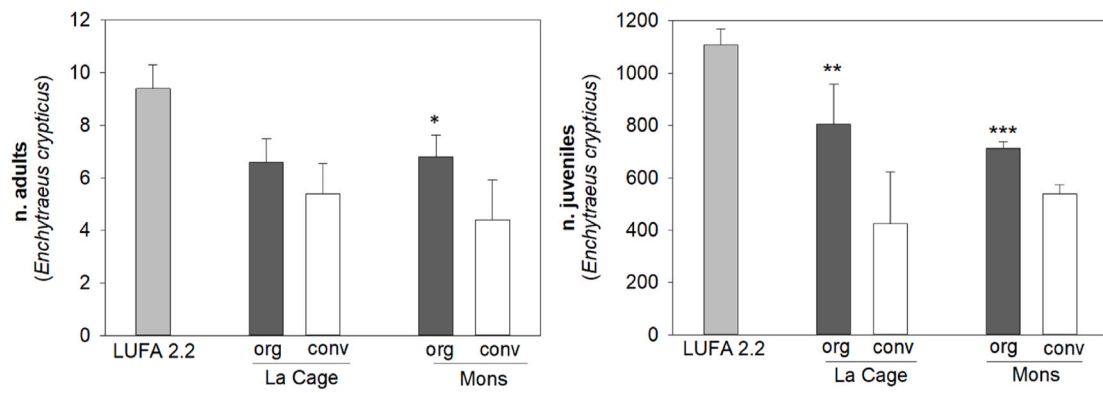 n. adults
(Enchytraeus crypticus)
12
10
8
6
4
2
0
*
LUFA 2.2
org conv
La Cage
org conv
Mons
n. juveniles
(Enchytraeus crypticus)
1200
1000
800
600
400
200
0
**
***
LUFA 2.2
org conv
La Cage
org conv
Mons